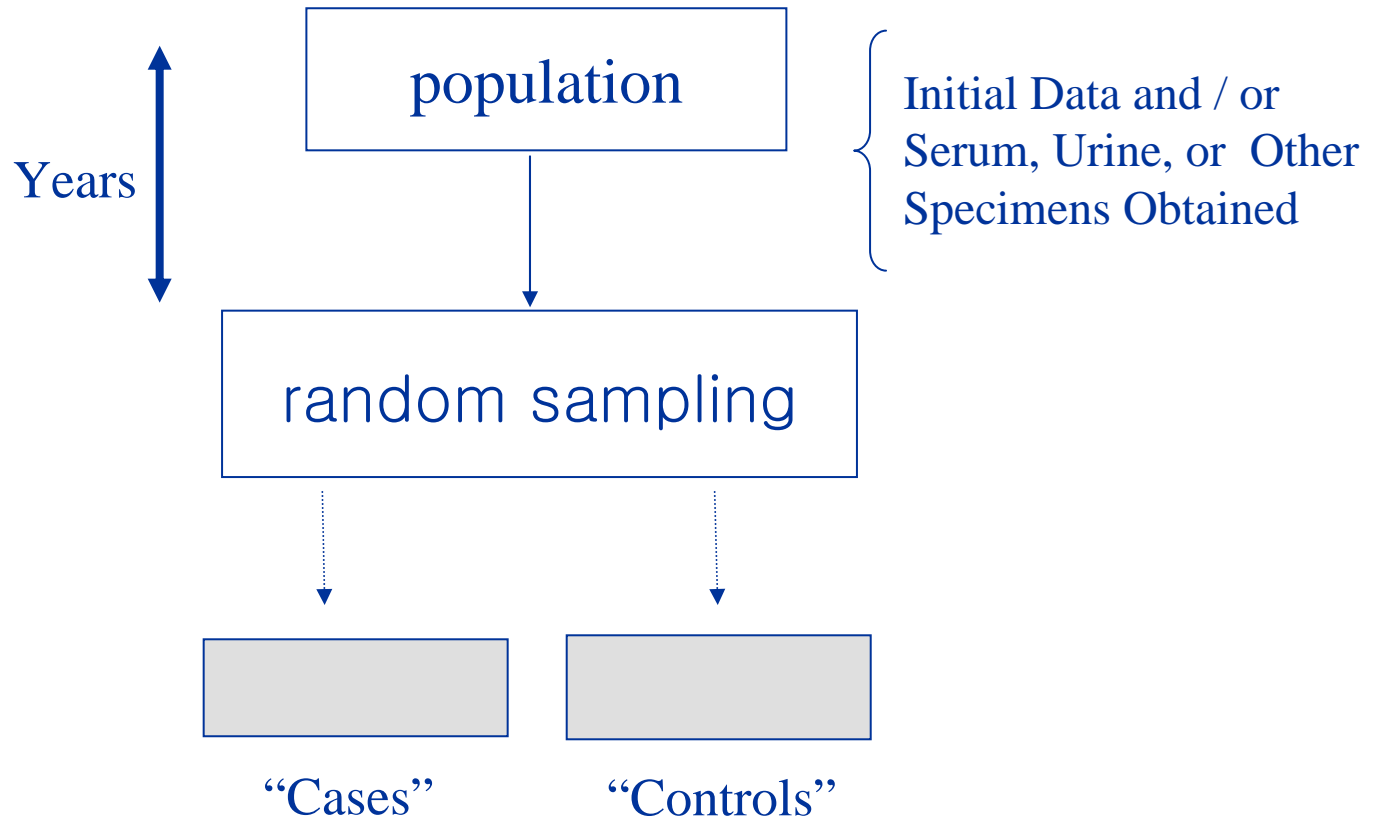 population
Years
Initial Data and / or
Serum, Urine, or Other
Specimens Obtained
random sampling
“Cases”
“Controls”